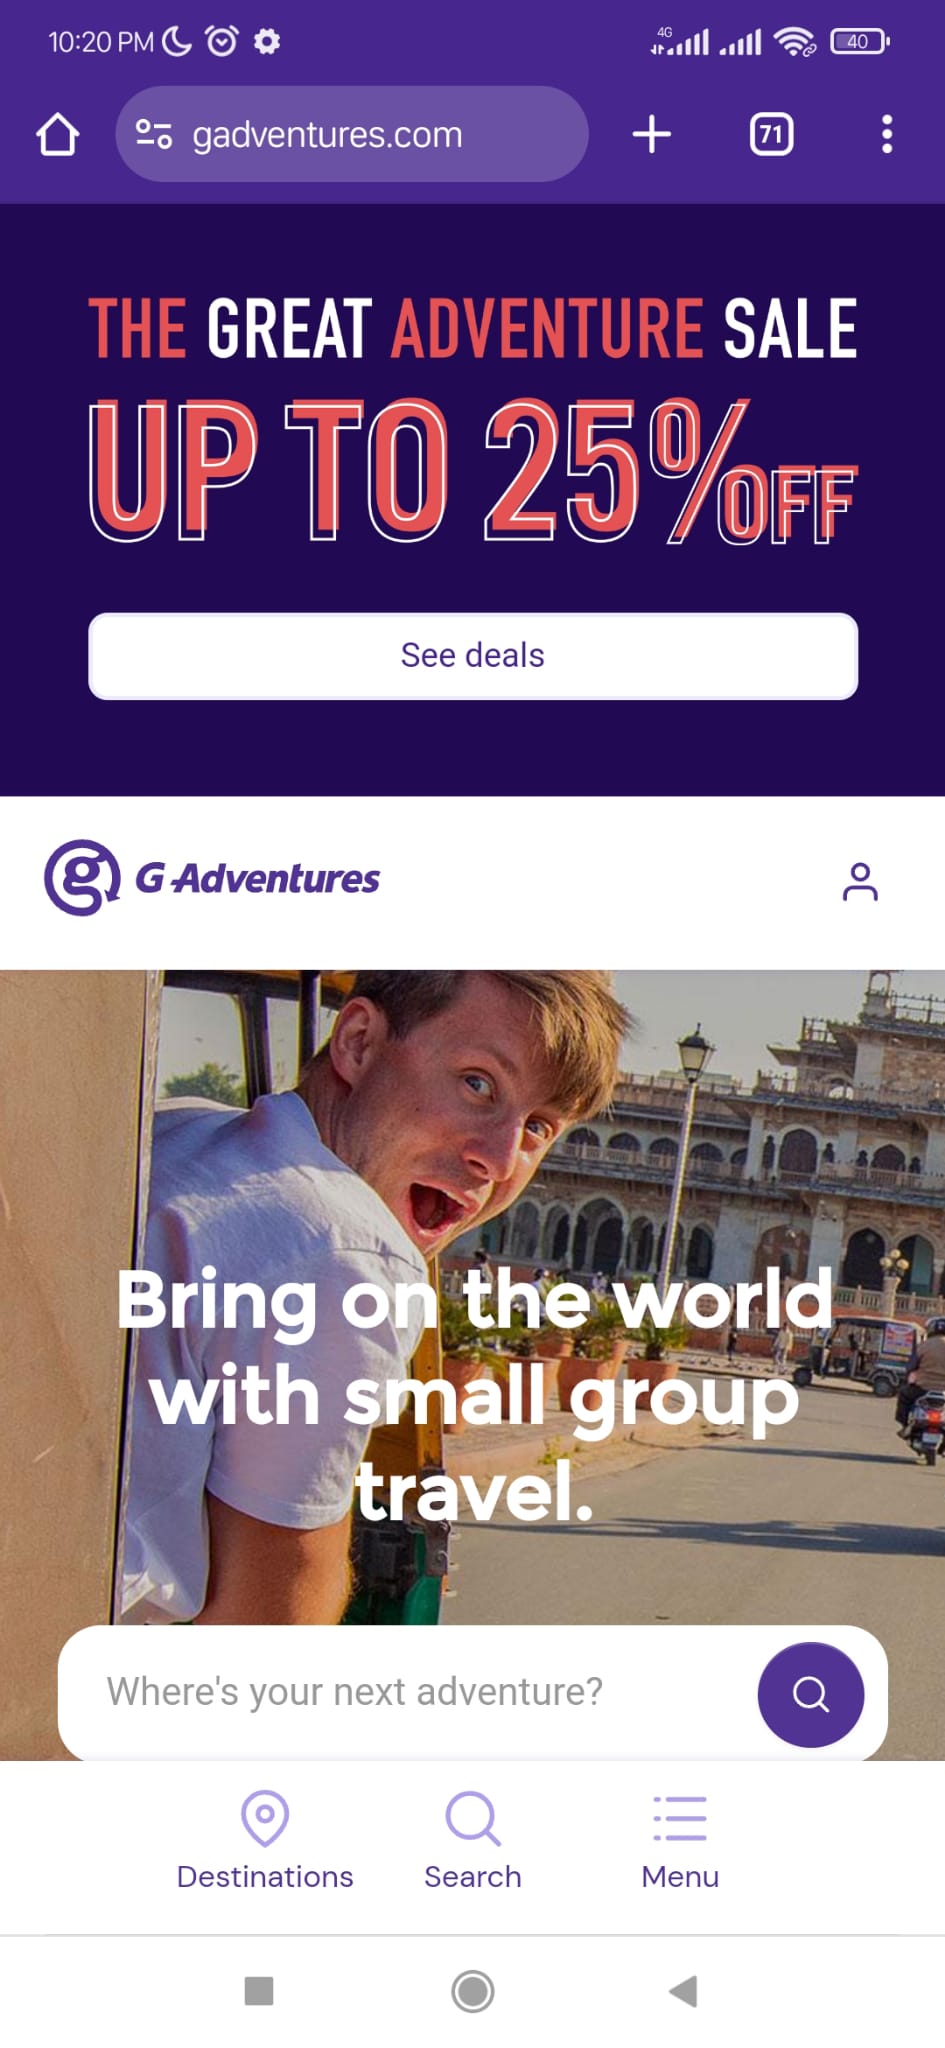 10:20 PM
4G
40
gadventures.com
71
THE GREAT ADVENTURE SALE
UP TO 25% OFF
See deals
G Adventures
Bring on the world
with small group
travel.
Where's your next adventure?
Destinations
Search
Menu